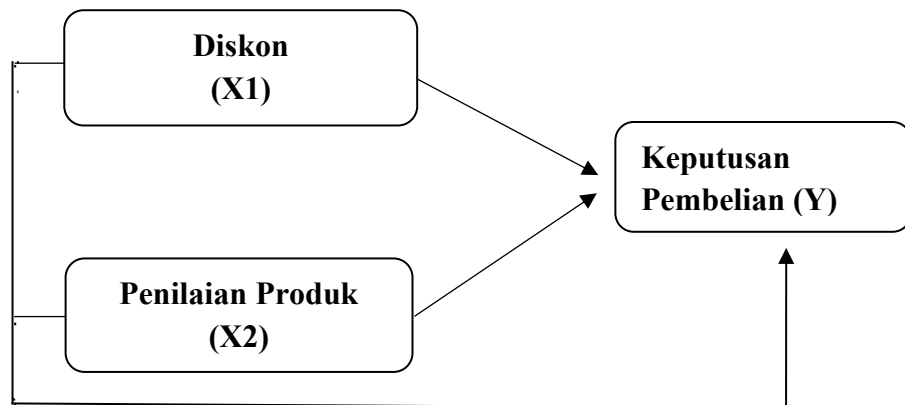 Diskon
(X1)
Keputusan
Pembelian (Y)
Penilaian Produk
(X2)